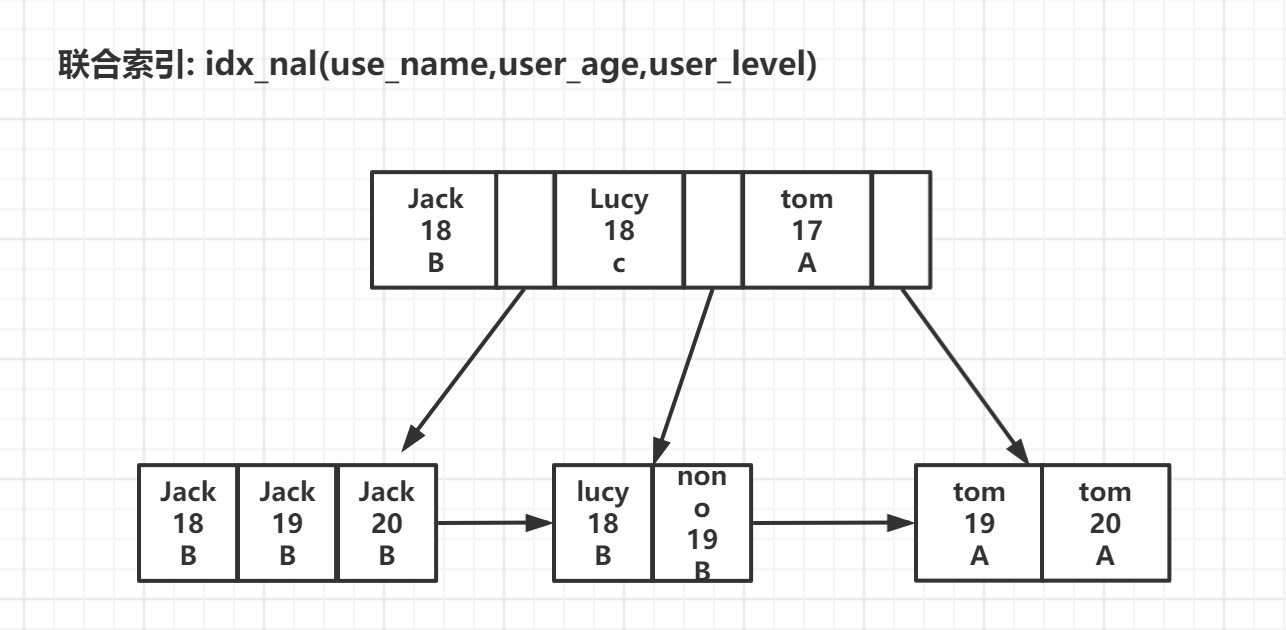 联合索引: idx_nal(use_name,user_age,user_level)
Jack
18
B
Lucy
18
c
tom
17
A
Jack
18
B
Jack
19
B
Jack
20
B
lucy
18
B
non
o
19
B
tom
19
A
tom
20
A